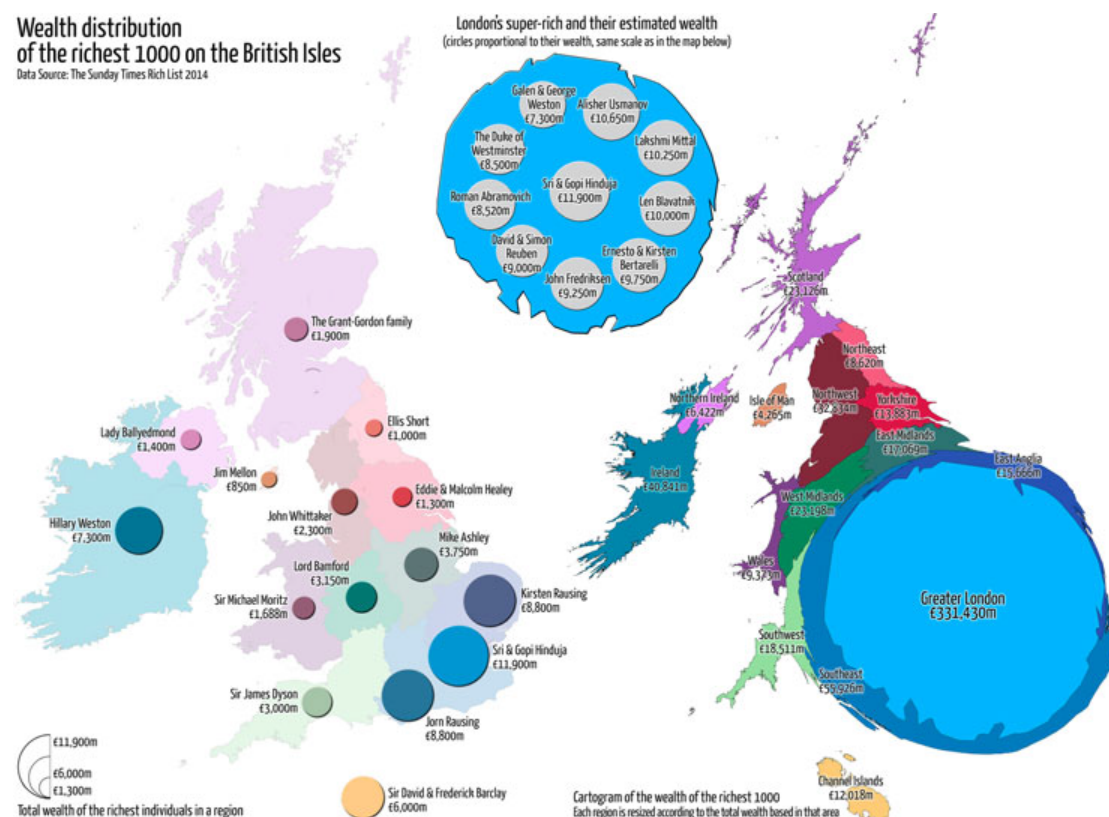 Wealth distribution
of the richest 1000 on the British Isles
Data Source: The Sunday Times Rich List 2014
London's super-rich and their estimated wealth
(circles proportional to their wealth, same scale as in the map below)
Galen & George
Weston
£7,300m
Alisher Usmanov
£10,650m
The Duke of
Westminster
£8,500m
Lakshmi Mittal
£10,250m
Sri & Gopi Hinduja
£11,900m
Roman Abramovich
£8,520m
Len Blavatnik
£10,000m
David & Simon
Reuben
£9,000m
Ernesto & Kirsten
Bertarelli
£9,750m
John Fredriksen
£9,250m
The Grant-Gordon family
£1,900m
Ellis Short
£1,000m
Lady Ballyedmond
£1,400m
Jim Mellon
£850m
Eddie & Malcolm Healey
£1,300m
John Whittaker
£2,300m
Hillary Weston
£7,300m
Mike Ashley
£3,750m
Lord Bamford
£3,150m
Kirsten Rausing
£8,800m
Sir Michael Moritz
£1,688m
Sri & Gopi Hinduja
£11,900m
Sir James Dyson
£3,000m
Jorn Rausing
£8,800m
Sir David & Frederick Barclay
£6,000m
£11,900m
£6,000m
£1,300m
Total wealth of the richest individuals in a region
Scotland
£23,126m
Northeast
£8,620m
Northern Ireland
£6,422m
Isle of Man
£4,265m
Northwest
£32,834m
Yorkshire
£13,883m
East Midlands
£17,069m
East Anglia
£15,666m
Ireland
£40,841m
West Midlands
£23,198m
Wales
£9,373m
Greater London
£331,430m
Southwest
£18,511m
Southeast
£55,926m
Channel Islands
£12,018m
Cartogram of the wealth of the richest 1000
Each region is resized according to the total wealth based in that area